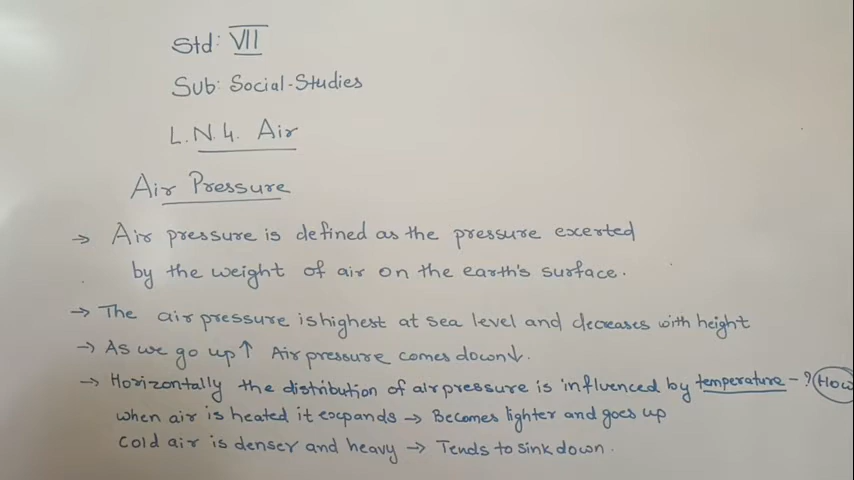 Std: VII
Sub: Social-Studies
L.N.4. Air
Air Pressure
→ Air pressure is defined as the pressure exerted
by the weight of air on the earth's surface.
→ The air pressure is highest at sea level and decreases with height
→ As we go up↑ Air pressure comes down↓.
→ Horizontally the distribution of air pressure is influenced by temperature - ? How
when air is heated it expands → Becomes lighter and goes up
Cold air is denser and heavy → Tends to sink down.